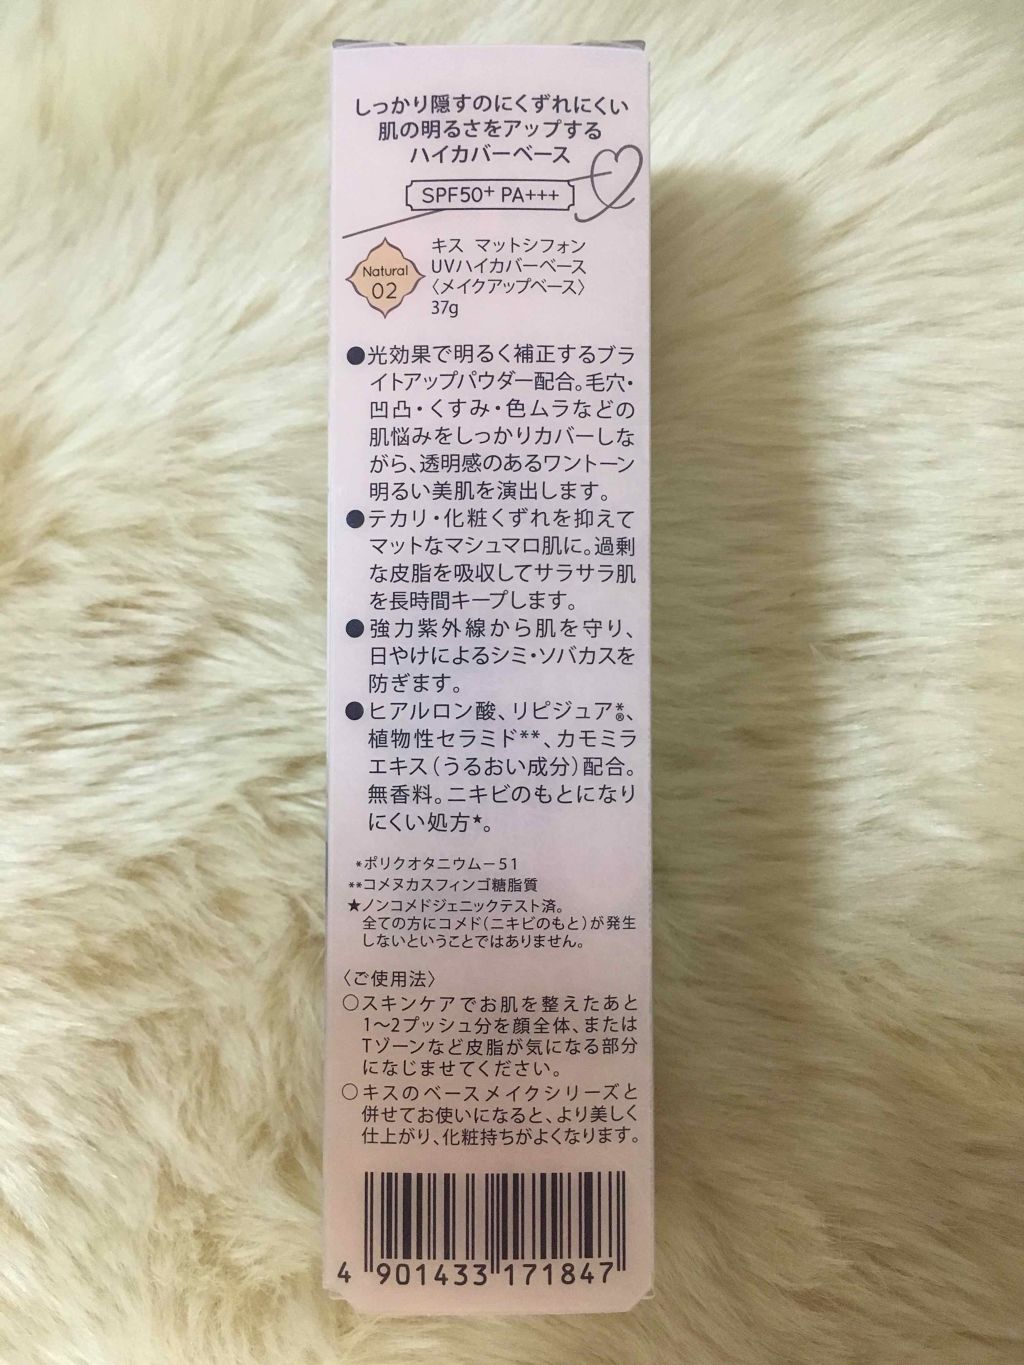 しっかり隠すのにくずれにくい
肌の明るさをアップする
ハイカバーベース
SPF50+ PA+++
Natural
02
キス マットシフォン
UVハイカバーベース
〈メイクアップベース〉
37g
●光効果で明るく補正するブラ
イトアップパウダー配合。毛穴・
凹凸・くすみ・色ムラなどの
肌悩みをしっかりカバーしな
がら、透明感のあるワントーン
明るい美肌を演出します。
●テカリ・化粧くずれを抑えて
マットなマシュマロ肌に。過剰
な皮脂を吸収してサラサラ肌
を長時間キープします。
●強力紫外線から肌を守り、
日やけによるシミ・ソバカスを
防ぎます。
●ヒアルロン酸、リピジュア*®、
植物性セラミド**、カモミラ
エキス(うるおい成分)配合。
無香料。ニキビのもとになり
にくい処方★。
*ポリクオタニウム－51
**コメヌカスフィンゴ糖脂質
★ノンコメドジェニックテスト済。
全ての方にコメド(ニキビのもと)が発生
しないということではありません。
〈ご使用法〉
○スキンケアでお肌を整えたあと
1〜2プッシュ分を顔全体、または
Tゾーンなど皮脂が気になる部分
になじませてください。
○キスのベースメイクシリーズと
併せてお使いになると、より美しく
仕上がり、化粧持ちがよくなります。
4 901433 171847